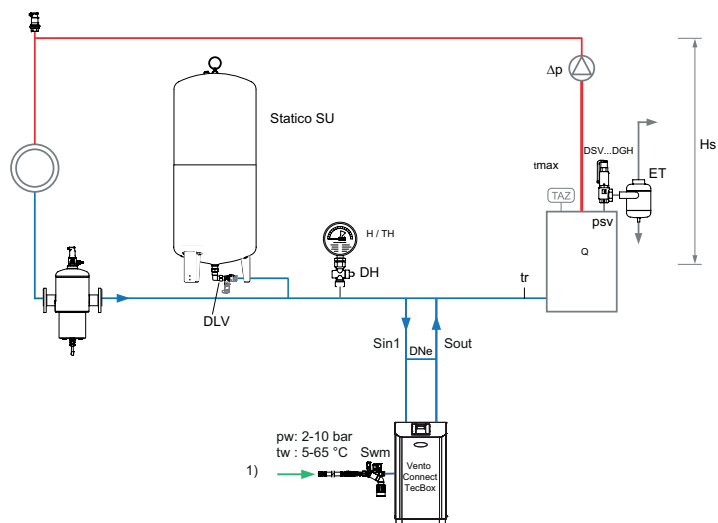 Δp
Statico SU
Hs
DSV...DGH
tmax
ET
TAZ
psv
H / TH
Q
DH
tr
DLV
Sin1
Sout
DNe
pw: 2-10 bar
tw : 5-65 °C
Swm
1)
Vento
Connect
TecBox